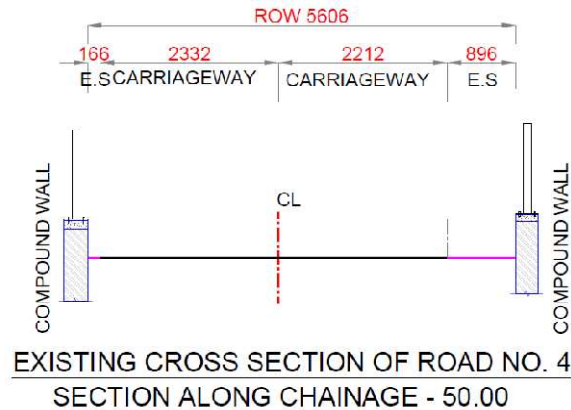 ROW 5606
166 2332 2212 896
E.S CARRIAGEWAY CARRIAGEWAY E.S
CL
COMPOUND WALL
COMPOUND WALL
EXISTING CROSS SECTION OF ROAD NO. 4
SECTION ALONG CHAINAGE - 50.00